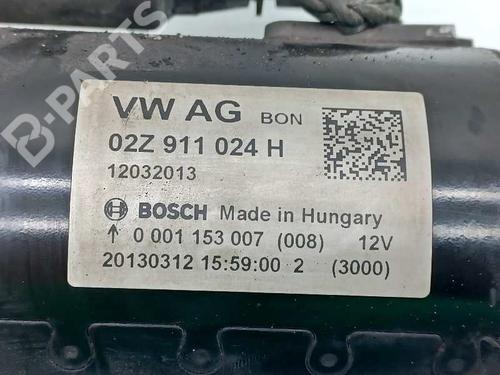 VW AG BON
02Z 911 024 H
12032013
BOSCH Made in Hungary
↑ 0 001 153 007 (008) 12V
20130312 15:59:00 2 (3000)